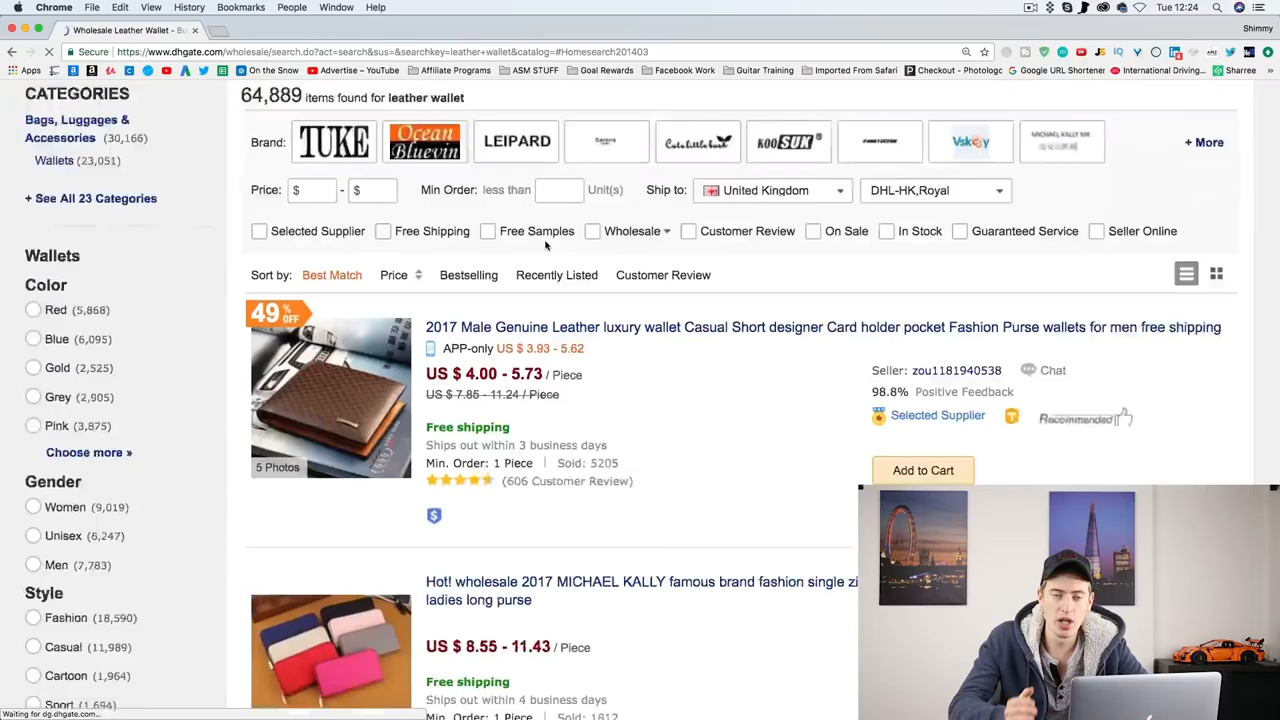 Chrome File Edit View History Bookmarks People Window Help
Tue 12:24
Wholesale Leather Wallet - Bu
Shimmy
Secure https://www.dhgate.com/wholesale/search.do?act=search&sus=&searchkey=leather+wallet&catalog=#Homesearch201403
Apps On the Snow Advertise – YouTube Affiliate Programs ASM STUFF Goal Rewards Facebook Work Guitar Training Imported From Safari Checkout - Photolog Google URL Shortener International Driving... Sharree »
CATEGORIES
Bags, Luggages &
Accessories (30,166)
Wallets (23,051)
+ See All 23 Categories
Wallets
Color
Red (5,868)
Blue (6,095)
Gold (2,525)
Grey (2,905)
Pink (3,875)
Choose more »
Gender
Women (9,019)
Unisex (6,247)
Men (7,783)
Style
Fashion (18,590)
Casual (11,989)
Cartoon (1,964)
Sport (1,694)
Waiting for dg.dhgate.com...
64,889 items found for leather wallet
Brand: TUKE Ocean Bluevin LEIPARD KOOSUK Vskey MICHAEL KALLY MK + More
Price: $ - $ Min Order: less than Unit(s) Ship to: United Kingdom DHL-HK,Royal
Selected Supplier Free Shipping Free Samples Wholesale Customer Review On Sale In Stock Guaranteed Service Seller Online
Sort by: Best Match Price Bestselling Recently Listed Customer Review
49 % OFF
5 Photos
2017 Male Genuine Leather luxury wallet Casual Short designer Card holder pocket Fashion Purse wallets for men free shipping
APP-only US $ 3.93 - 5.62
US $ 4.00 - 5.73 / Piece
US $ 7.85 - 11.24 / Piece
Free shipping
Ships out within 3 business days
Min. Order: 1 Piece | Sold: 5205
(606 Customer Review)
Seller: zou1181940538 Chat
98.8% Positive Feedback
Selected Supplier T Recommended
Add to Cart
Hot! wholesale 2017 MICHAEL KALLY famous brand fashion single zi
ladies long purse
US $ 8.55 - 11.43 / Piece
Free shipping
Ships out within 4 business days
Min. Order: 1 Piece | Sold: 1812